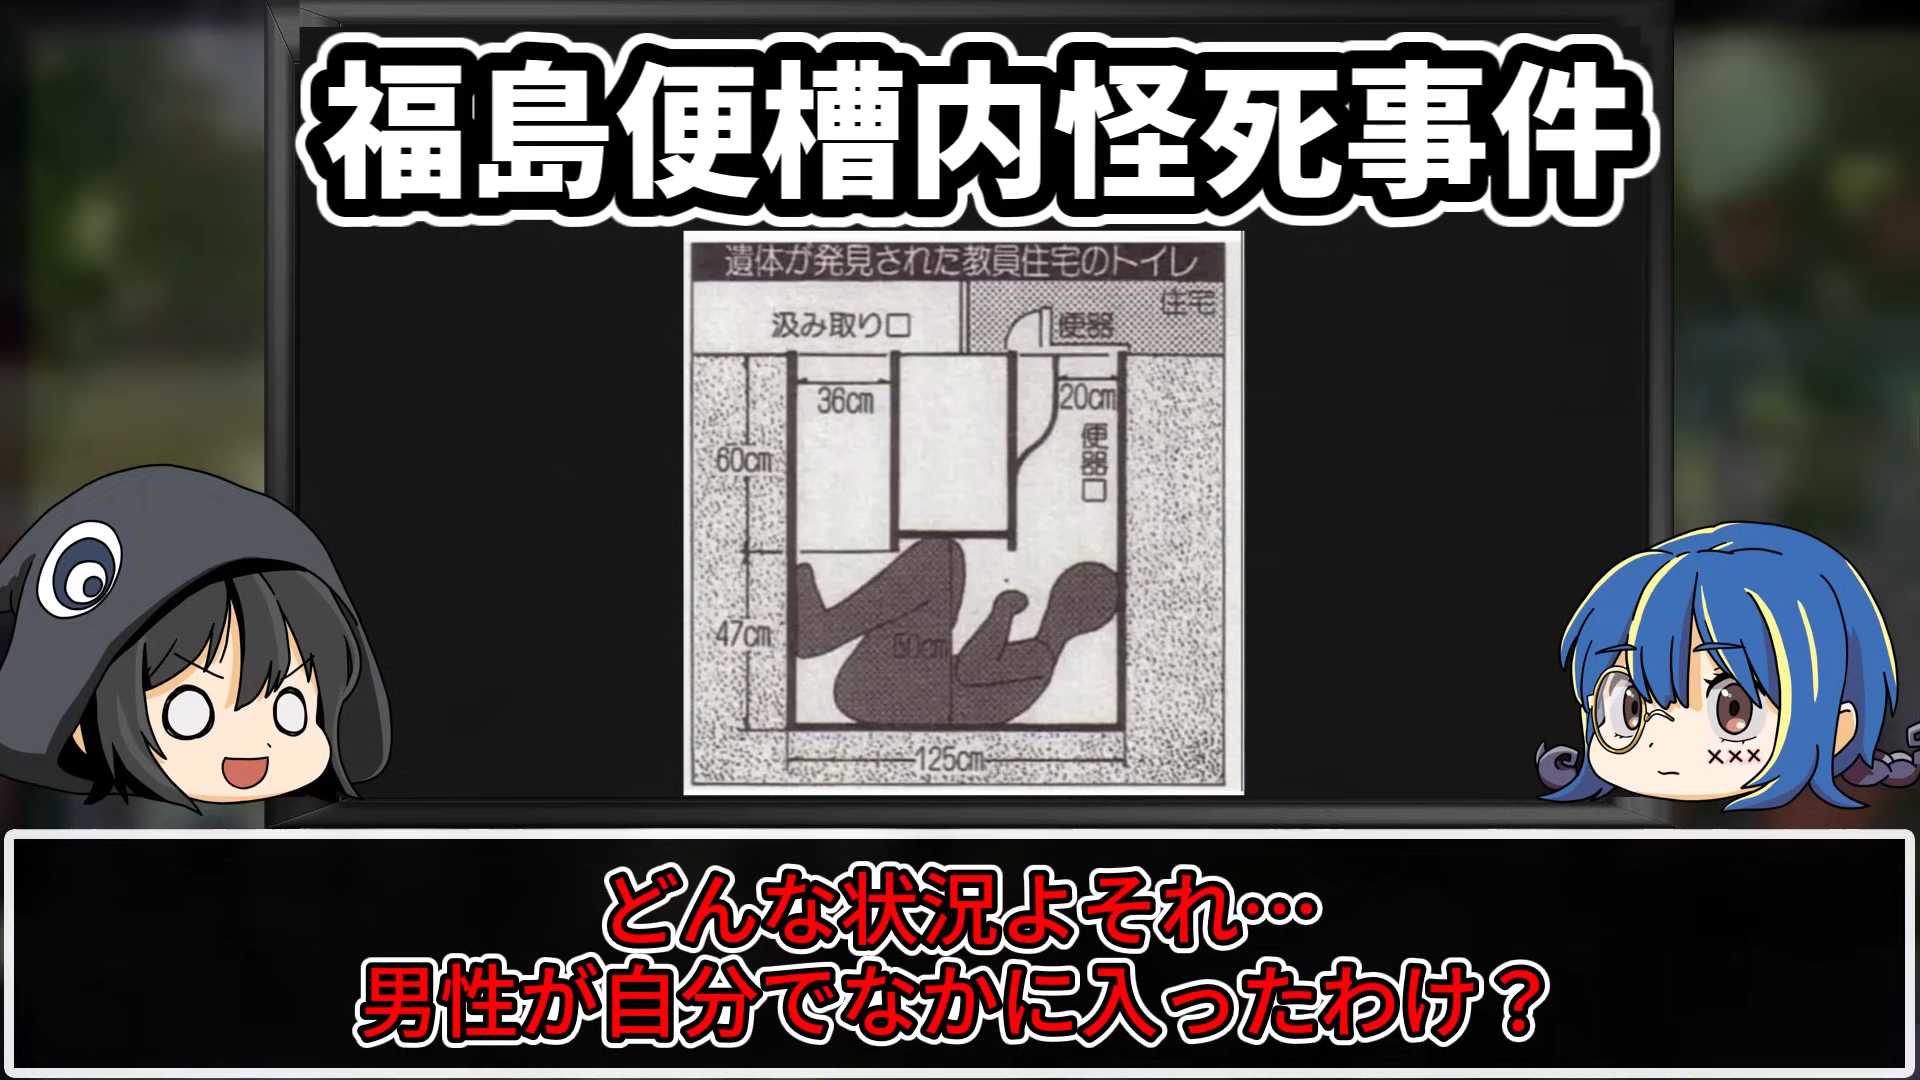 福島便槽内怪死事件
遺体が発見された教員住宅のトイレ
住宅
汲み取り口
便器
36cm
20cm
便器口
60cm
47cm
50cm
125cm
どんな状況よそれ…
男性が自分でなかに入ったわけ？
×××